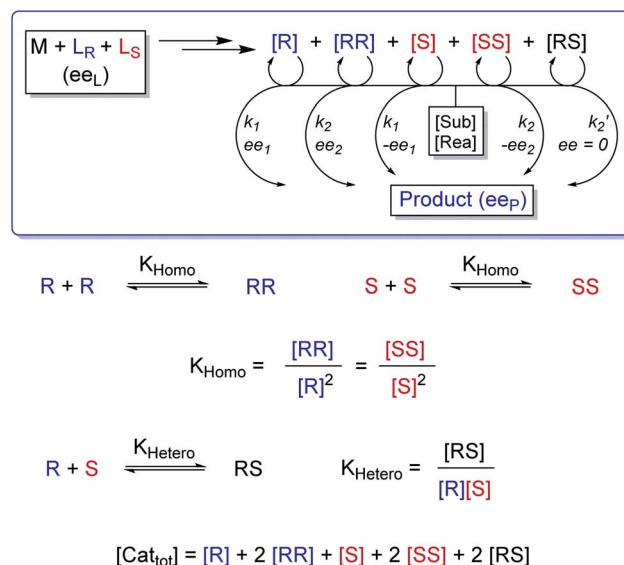 M + L_R + L_S
(ee_L)
[R] + [RR] + [S] + [SS] + [RS]
k_1 k_2 k_1 [Sub] k_2 k_2'
ee_1 ee_2 -ee_1 [Rea] -ee_2 ee = 0
Product (ee_P)
R + R K_Homo RR S + S K_Homo SS
K_Homo = [RR] / [R]^2 = [SS] / [S]^2
R + S K_Hetero RS K_Hetero = [RS] / [R][S]
[Cat_tot] = [R] + 2 [RR] + [S] + 2 [SS] + 2 [RS]